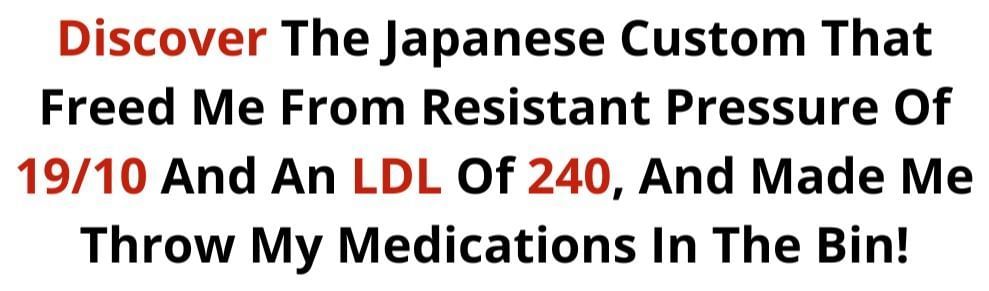 Discover The Japanese Custom That
Freed Me From Resistant Pressure Of
19/10 And An LDL Of 240, And Made Me
Throw My Medications In The Bin!